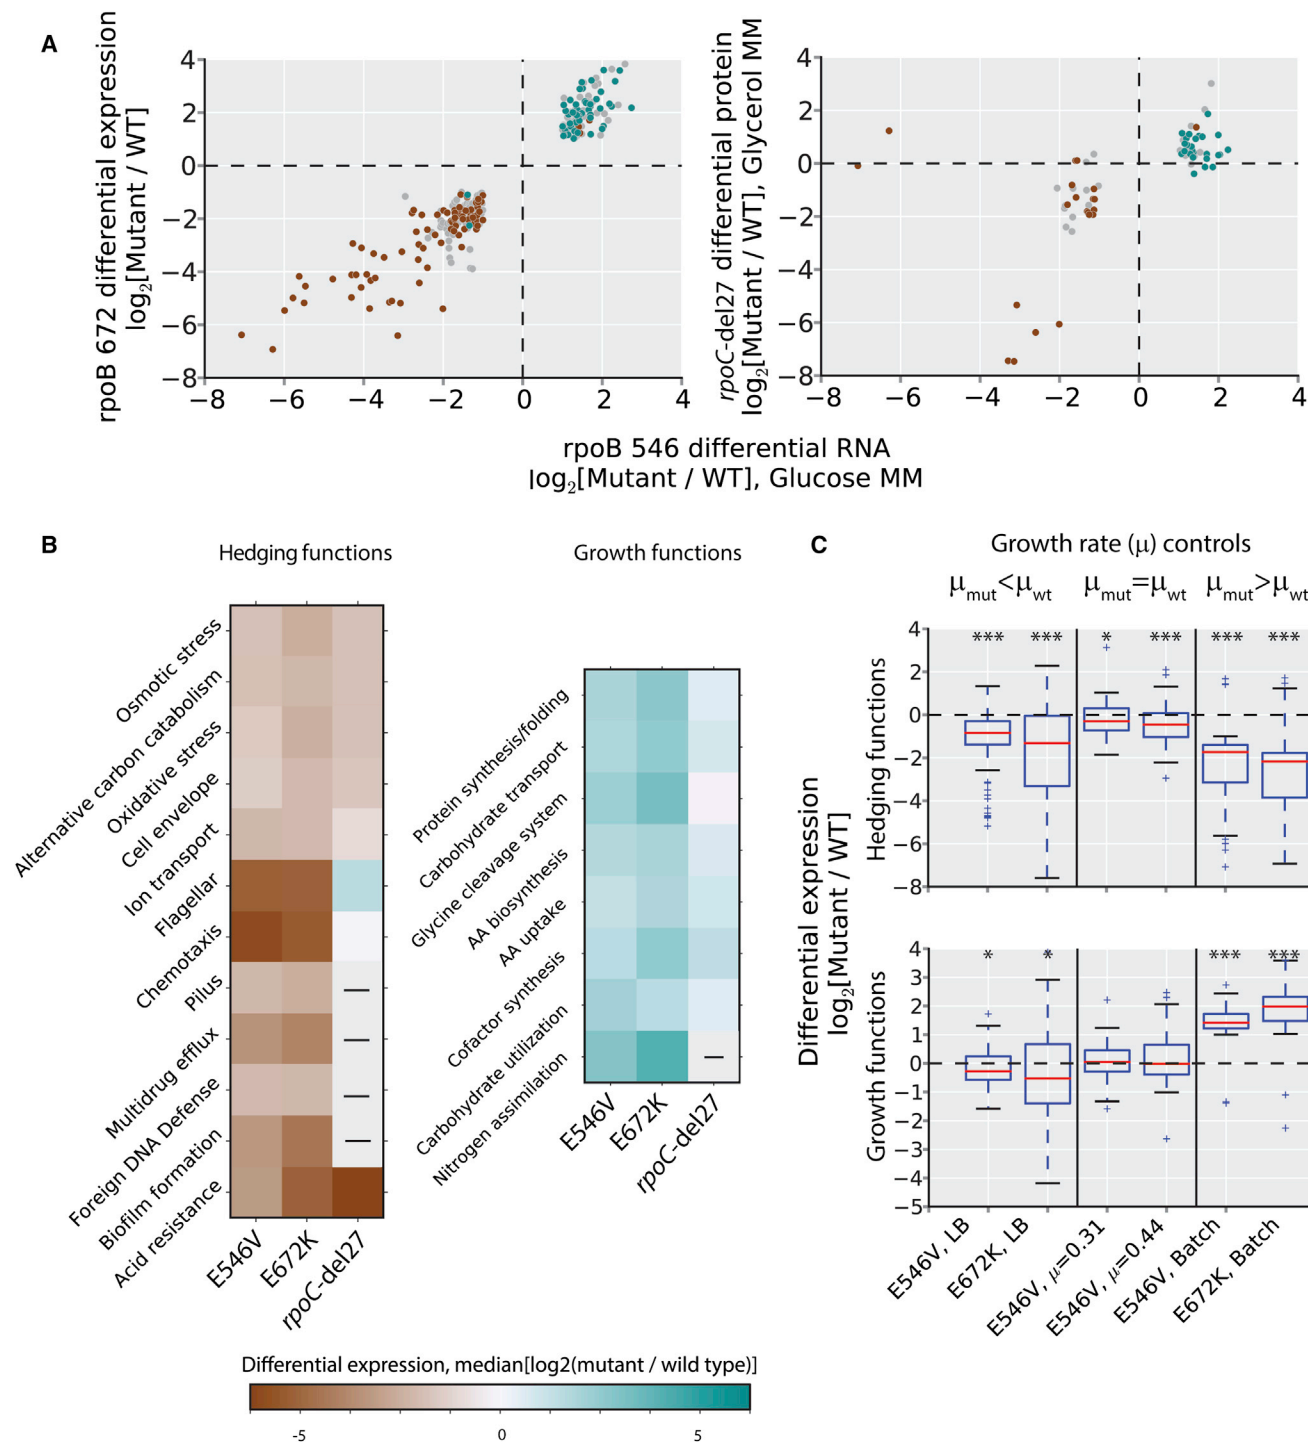 A
rpoB 672 differential expression
log2[Mutant / WT]
4
2
0
−2
−4
−6
−8
−8
−6
−4
−2
0
2
4
rpoC-del27 differential protein
log2[Mutant / WT], Glycerol MM
4
2
0
−2
−4
−6
−8
−8
−6
−4
−2
0
2
4
rpoB 546 differential RNA
log2[Mutant / WT], Glucose MM
B
Hedging functions
Osmotic stress
Alternative carbon catabolism
Oxidative stress
Cell envelope
Ion transport
Flagellar
Chemotaxis
Pilus
Multidrug efflux
Foreign DNA Defense
Biofilm formation
Acid resistance
E546V
E672K
rpoC-del27
Growth functions
Protein synthesis/folding
Carbohydrate transport
Glycine cleavage system
AA biosynthesis
AA uptake
Cofactor synthesis
Carbohydrate utilization
Nitrogen assimilation
E546V
E672K
rpoC-del27
Differential expression, median[log2(mutant / wild type)]
-5
0
5
C
Growth rate (μ) controls
μmut<μwt
μmut=μwt
μmut>μwt
Differential expression
log2[Mutant / WT]
Hedging functions
4
2
0
−2
−4
−6
−8
***
***
*
***
***
***
Growth functions
4
3
2
1
0
−1
−2
−3
−4
−5
*
*
***
***
E546V, LB
E672K, LB
E546V, μ=0.31
E546V, μ=0.44
E546V, Batch
E672K, Batch